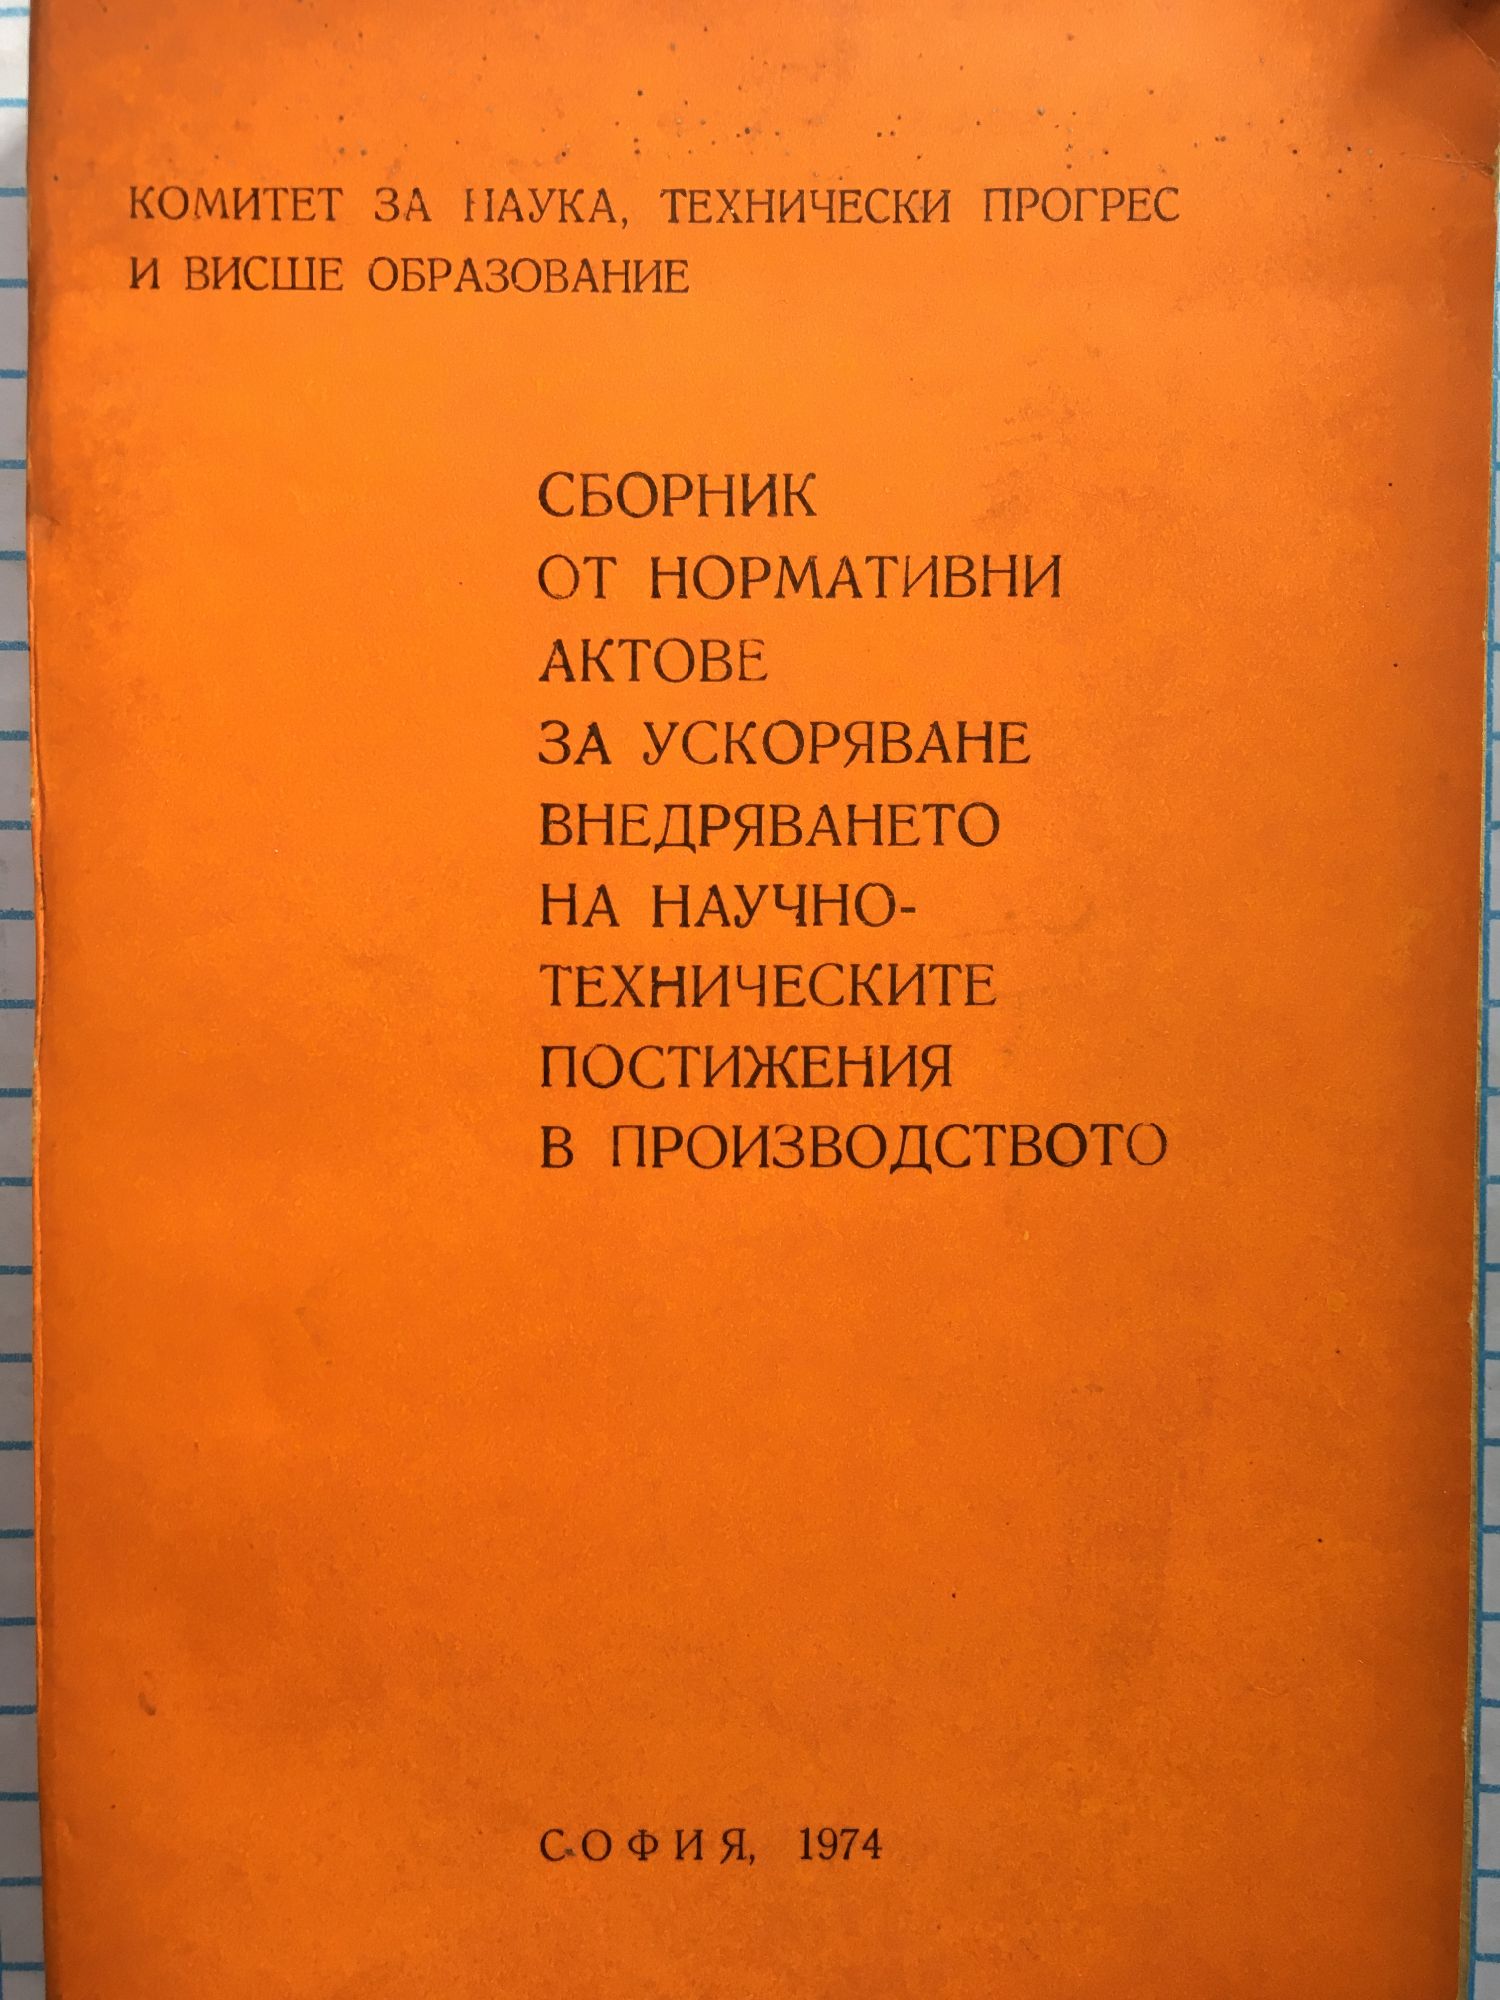 КОМИТЕТ ЗА НАУКА, ТЕХНИЧЕСКИ ПРОГРЕС
И ВИСШЕ ОБРАЗОВАНИЕ
СБОРНИК
ОТ НОРМАТИВНИ
АКТОВЕ
ЗА УСКОРЯВАНЕ
ВНЕДРЯВАНЕТО
НА НАУЧНО-
ТЕХНИЧЕСКИТЕ
ПОСТИЖЕНИЯ
В ПРОИЗВОДСТВОТО
СОФИЯ, 1974